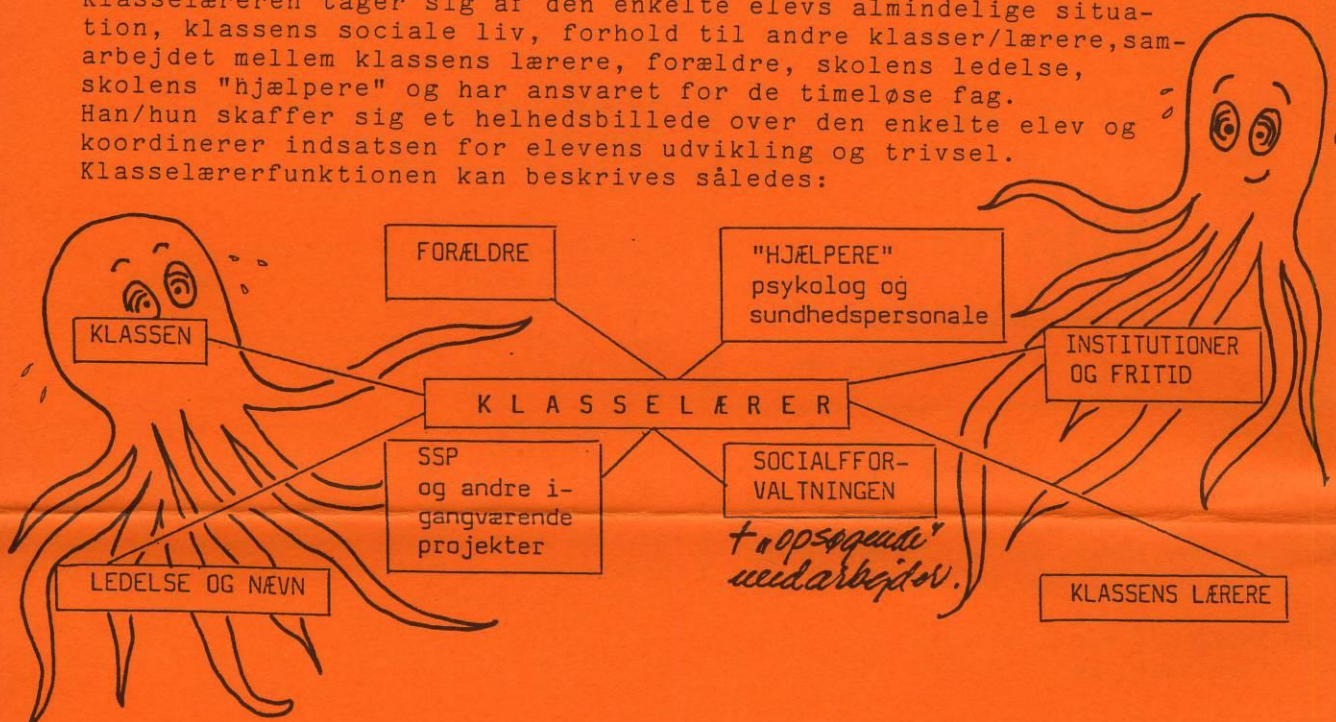 Klasselæreren tager sig af den enkelte elevs almindelige situa-
tion, klassens sociale liv, forhold til andre klasser/lærere,sam-
arbejdet mellem klassens lærere, forældre, skolens ledelse,
skolens "hjælpere" og har ansvaret for de timeløse fag.
Han/hun skaffer sig et helhedsbillede over den enkelte elev og
koordinerer indsatsen for elevens udvikling og trivsel.
Klasselærerfunktionen kan beskrives således:
FORÆLDRE
"HJÆLPERE"
psykolog og
sundhedspersonale
KLASSEN
INSTITUTIONER
OG FRITID
K L A S S E L Æ R E R
SSP
og andre i-
gangværende
projekter
SOCIALFFOR-
VALTNINGEN
+ "opsøgende"
medarbejder.
LEDELSE OG NÆVN
KLASSENS LÆRERE